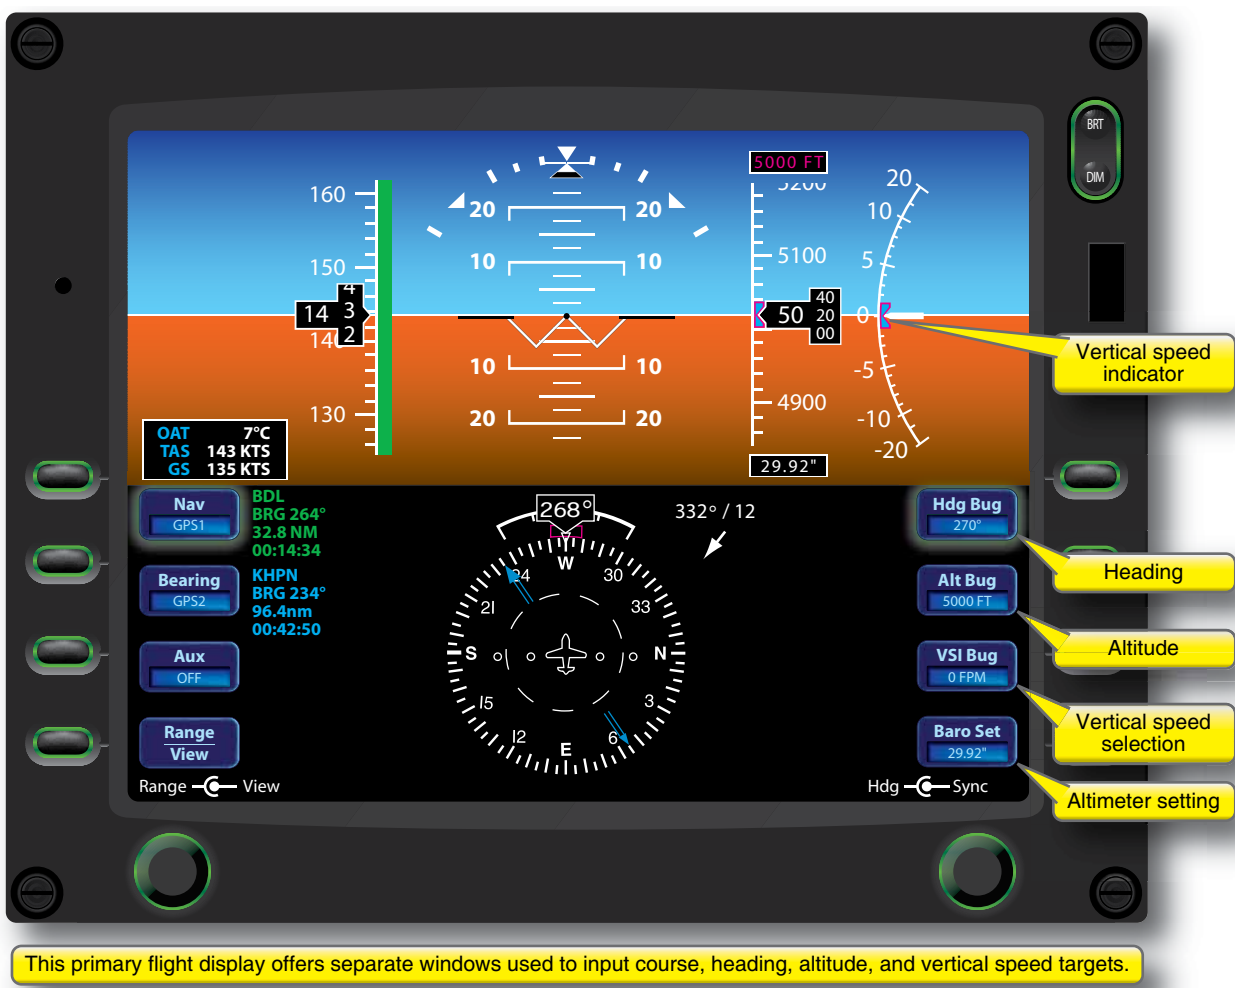 BRT
DIM
5000 FT
160
150
140
130
14
4
3
2
20 20
10 10
10 10
20 20
5200
5100
4900
50
40
20
00
20
10
5
0
-5
-10
-20
29.92"
Vertical speed
indicator
OAT 7°C
TAS 143 KTS
GS 135 KTS
Nav
GPS1
BDL
BRG 264°
32.8 NM
00:14:34
Bearing
GPS2
KHPN
BRG 234°
96.4nm
00:42:50
Aux
OFF
Range
View
Range View
268°
332° / 12
W
30
33
N
3
6
E
12
15
S
21
24
Hdg Bug
270°
Heading
Alt Bug
5000 FT
Altitude
VSI Bug
0 FPM
Vertical speed
selection
Baro Set
29.92"
Altimeter setting
Hdg Sync
This primary flight display offers separate windows used to input course, heading, altitude, and vertical speed targets.